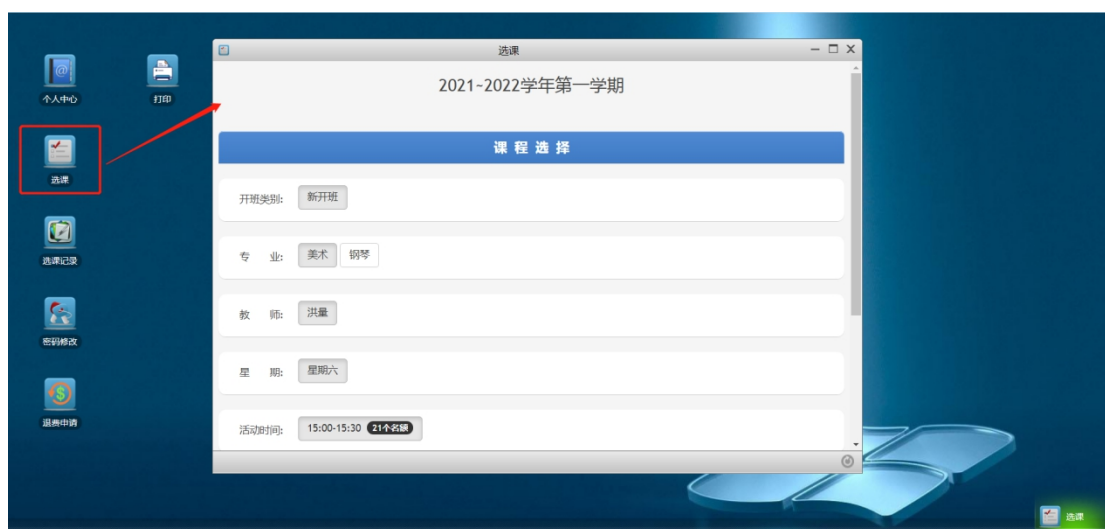 个人中心
打印
选课
选课记录
密码修改
退费申请
选课
2021~2022学年第一学期
课程选择
开班类别: 新开班
专 业: 美术 钢琴
教 师: 洪量
星 期: 星期六
活动时间: 15:00-15:30 21个名额
选课